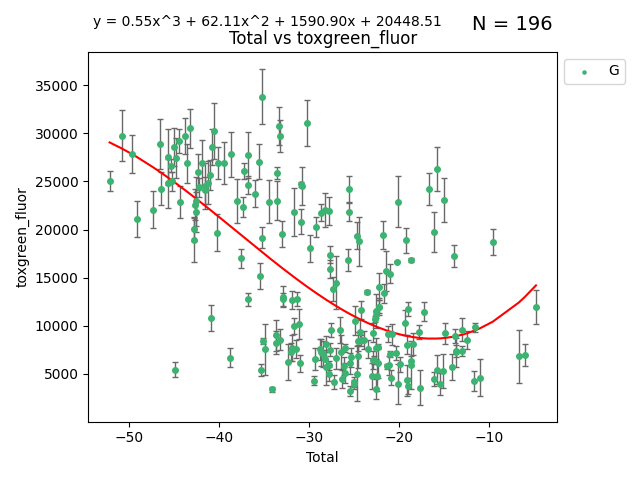 y = 0.55x^3 + 62.11x^2 + 1590.90x + 20448.51
N = 196
Total vs toxgreen_fluor
G
toxgreen_fluor
35000
30000
25000
20000
15000
10000
5000
−50
−40
−30
−20
−10
Total